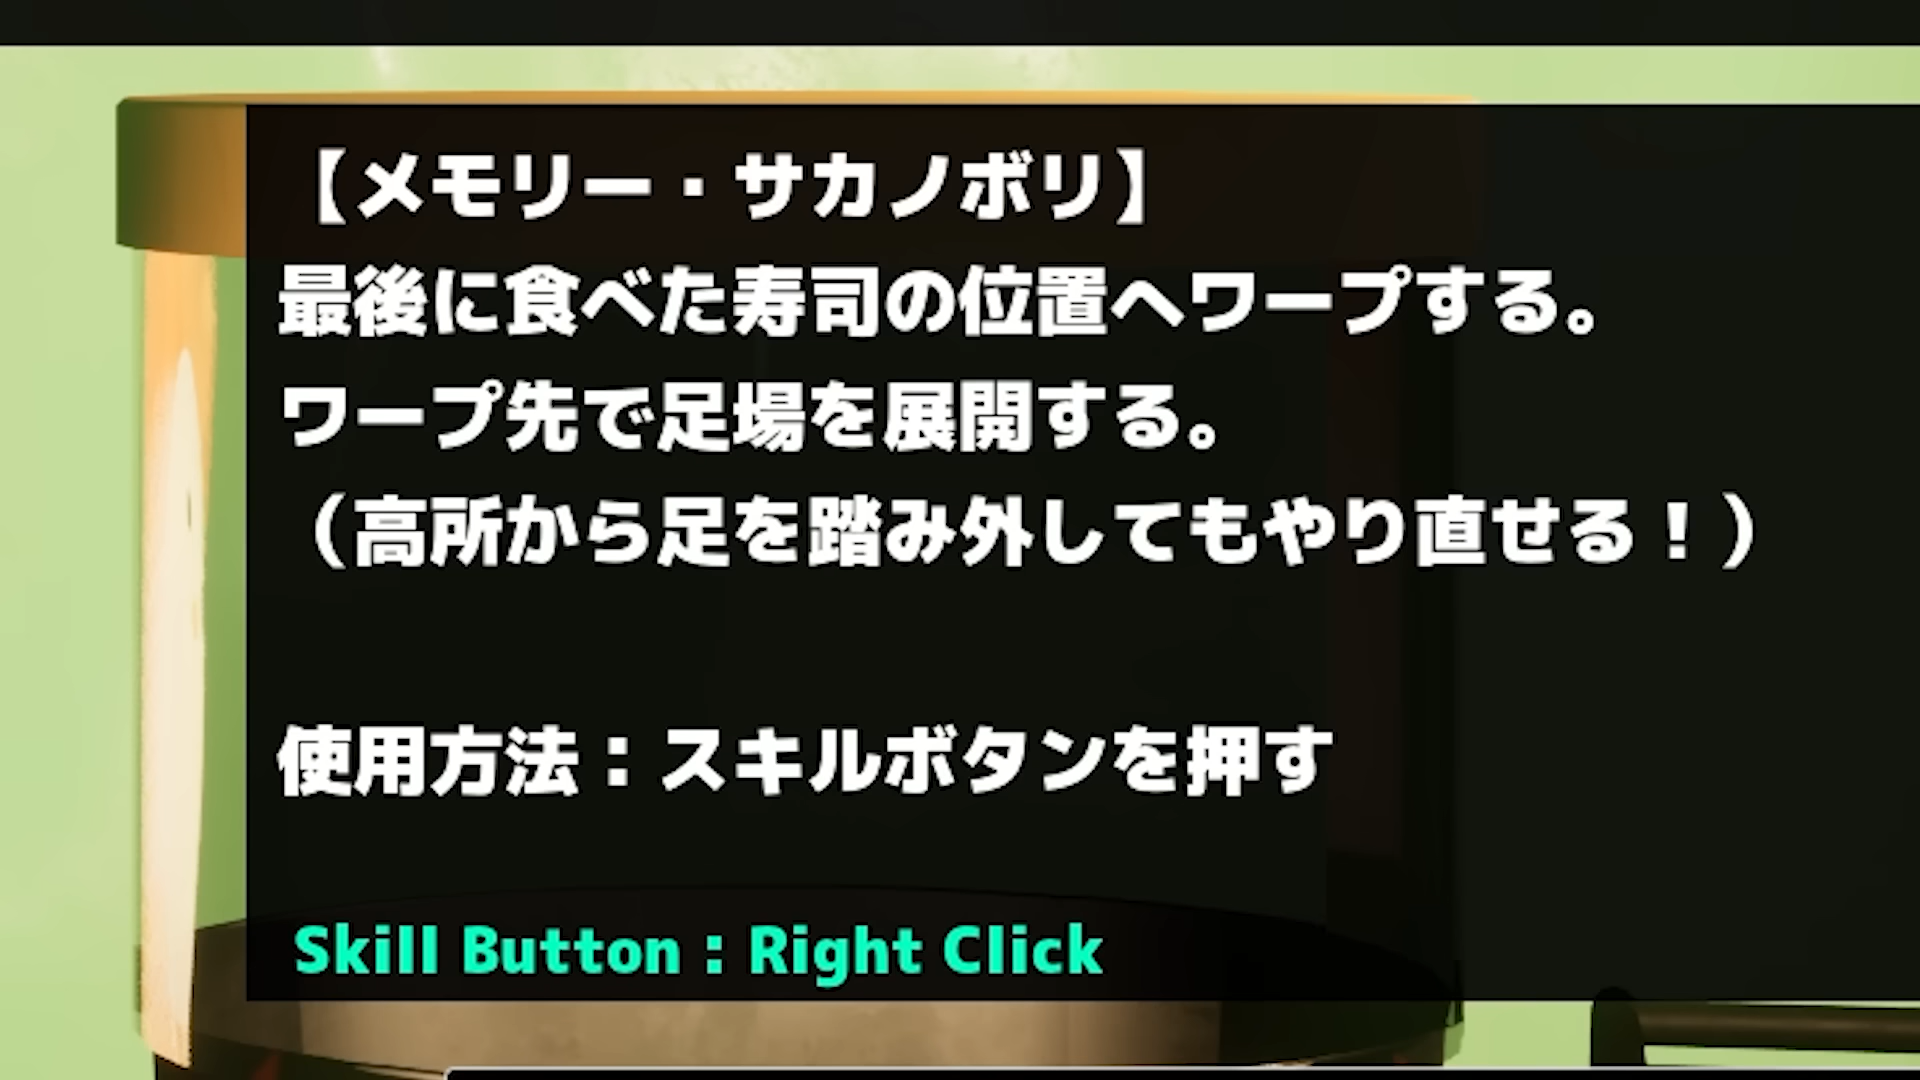 【メモリー・サカノボリ】
最後に食べた寿司の位置へワープする。
ワープ先で足場を展開する。
（高所から足を踏み外してもやり直せる！）
使用方法：スキルボタンを押す
Skill Button : Right Click